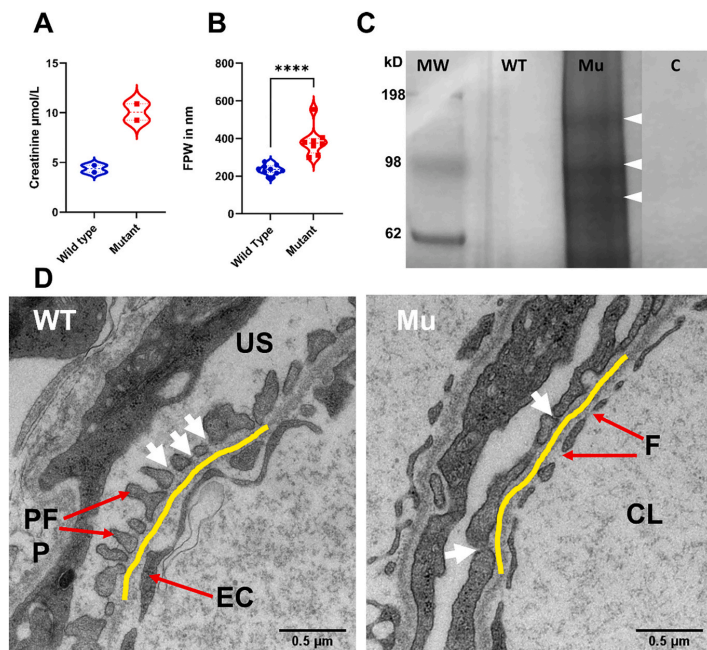 A
Creatinine μmol/L
15
10
5
0
Wild type
Mutant
B
FPW in nm
800
600
400
200
0
****
Wild Type
Mutant
C
kD
MW
WT
Mu
C
198
98
62
D
WT
US
PF
P
EC
0.5 μm
Mu
F
CL
0.5 μm